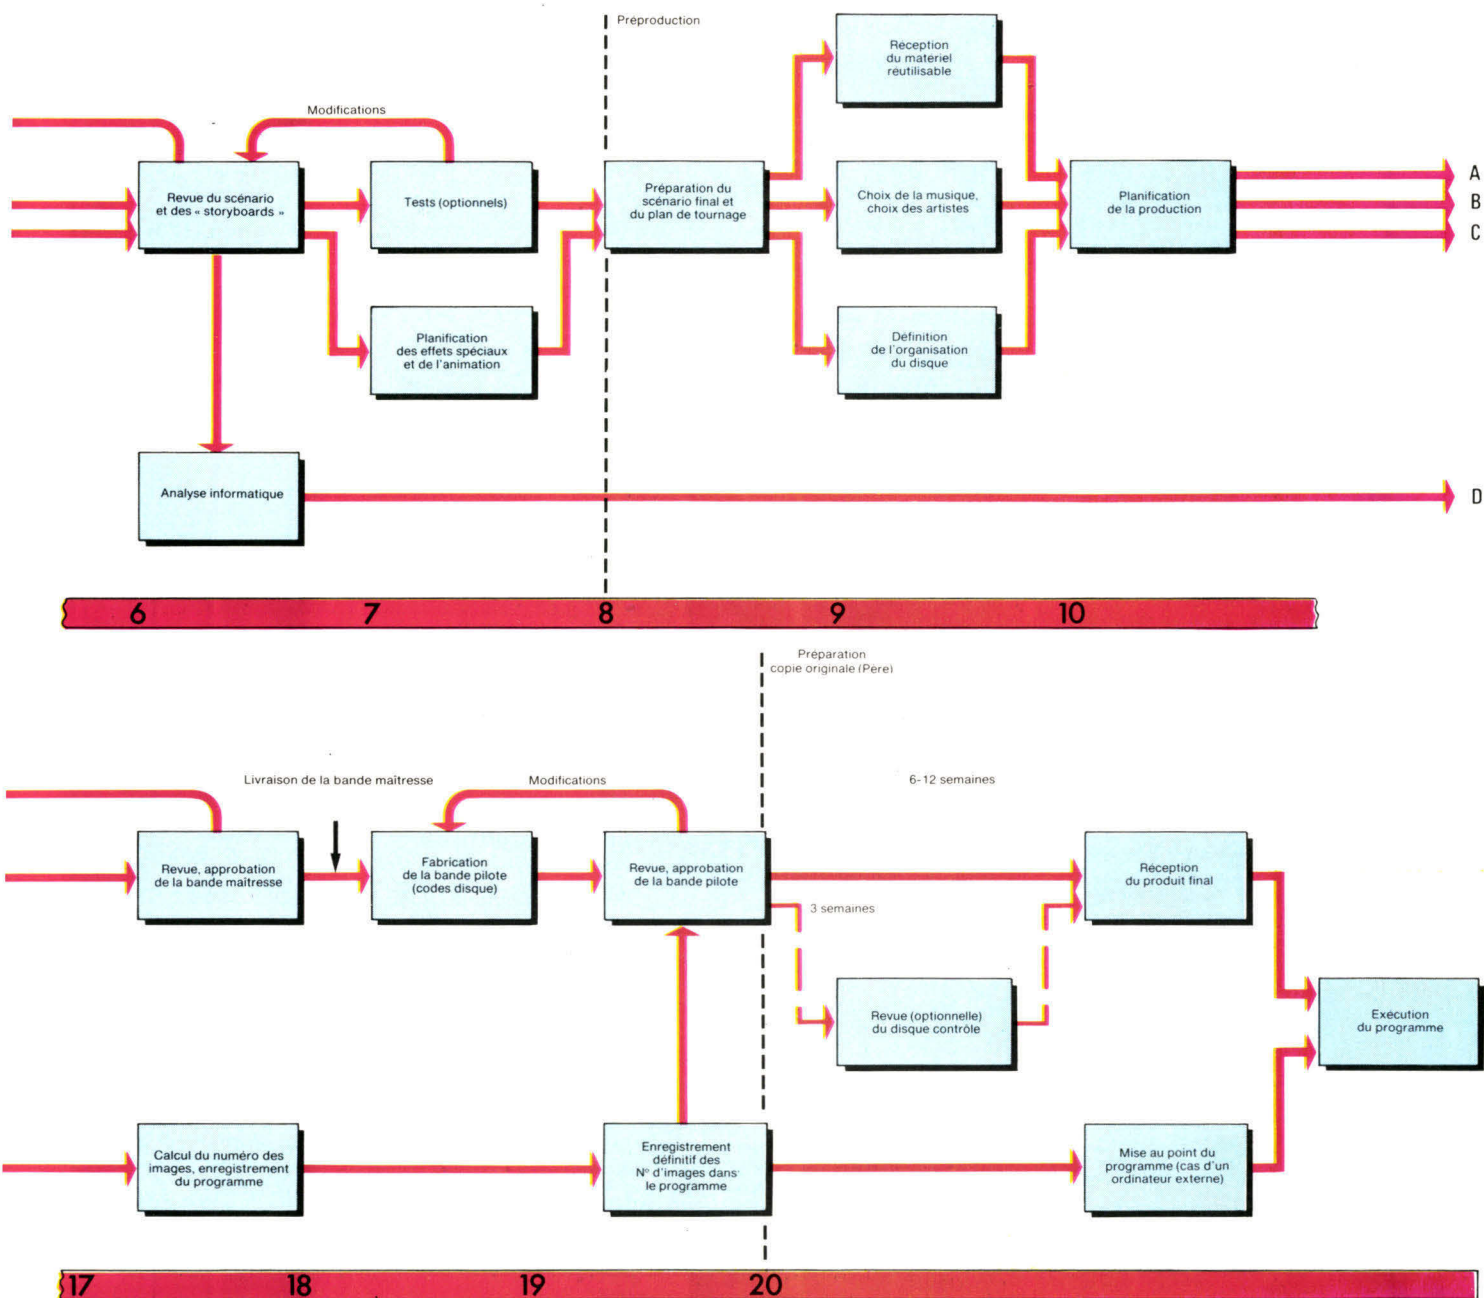 Préproduction
Réception
du matériel
réutilisable
Modifications
Revue du scénario
et des « storyboards »
Tests (optionnels)
Préparation du
scénario final et
du plan de tournage
Choix de la musique,
choix des artistes
Planification
de la production
A
B
C
Planification
des effets spéciaux
et de l'animation
Définition
de l'organisation
du disque
Analyse informatique
D
6 7 8 9 10
Préparation
copie originale (Père)
Livraison de la bande maîtresse
Modifications
6-12 semaines
Revue, approbation
de la bande maîtresse
Fabrication
de la bande pilote
(codes disque)
Revue, approbation
de la bande pilote
Réception
du produit final
3 semaines
Revue (optionnelle)
du disque contrôle
Exécution
du programme
Calcul du numéro des
images, enregistrement
du programme
Enregistrement
définitif des
N° d'images dans
le programme
Mise au point du
programme (cas d'un
ordinateur externe)
17 18 19 20